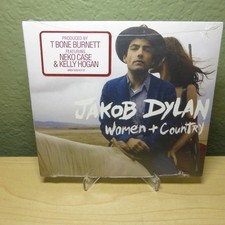 PRODUCED BY
T BONE BURNETT
FEATURING
NEKO CASE
& KELLY HOGAN
JAKOB DYLAN
Women + Country